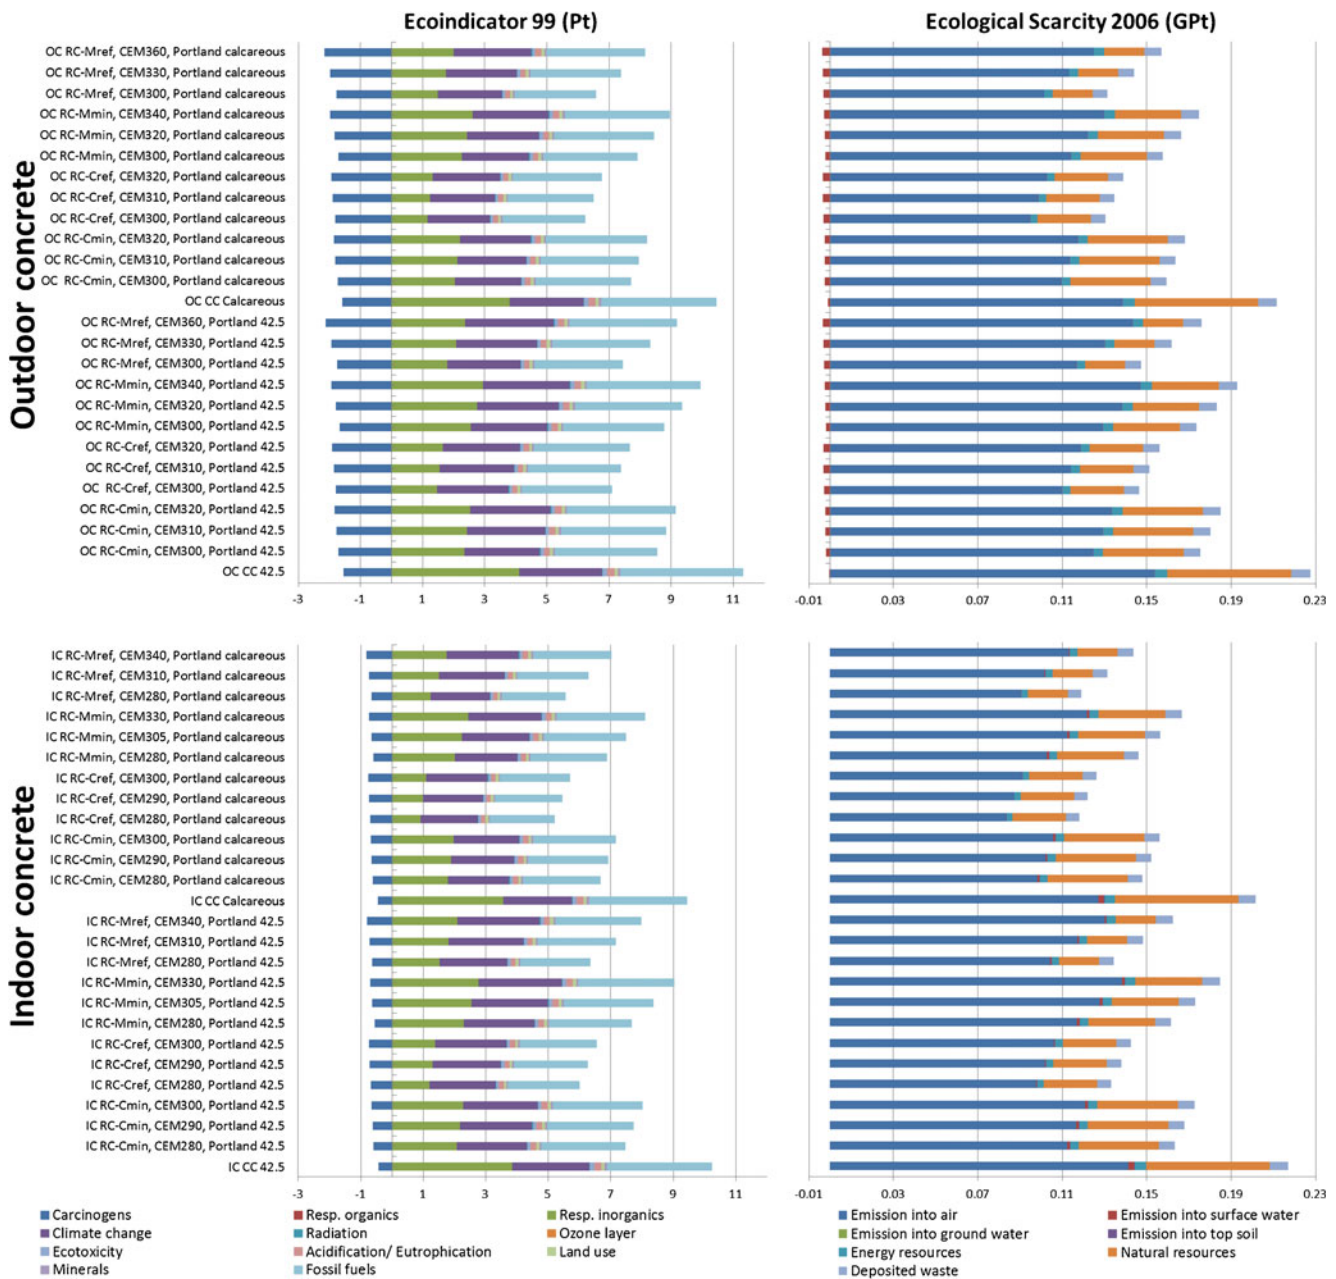 Ecoindicator 99 (Pt)
Ecological Scarcity 2006 (GPt)
Outdoor concrete
OC RC-Mref, CEM360, Portland calcareous
OC RC-Mref, CEM330, Portland calcareous
OC RC-Mref, CEM300, Portland calcareous
OC RC-Mmin, CEM340, Portland calcareous
OC RC-Mmin, CEM320, Portland calcareous
OC RC-Mmin, CEM300, Portland calcareous
OC RC-Cref, CEM320, Portland calcareous
OC RC-Cref, CEM310, Portland calcareous
OC RC-Cref, CEM300, Portland calcareous
OC RC-Cmin, CEM320, Portland calcareous
OC RC-Cmin, CEM310, Portland calcareous
OC RC-Cmin, CEM300, Portland calcareous
OC CC Calcareous
OC RC-Mref, CEM360, Portland 42.5
OC RC-Mref, CEM330, Portland 42.5
OC RC-Mref, CEM300, Portland 42.5
OC RC-Mmin, CEM340, Portland 42.5
OC RC-Mmin, CEM320, Portland 42.5
OC RC-Mmin, CEM300, Portland 42.5
OC RC-Cref, CEM320, Portland 42.5
OC RC-Cref, CEM310, Portland 42.5
OC RC-Cref, CEM300, Portland 42.5
OC RC-Cmin, CEM320, Portland 42.5
OC RC-Cmin, CEM310, Portland 42.5
OC RC-Cmin, CEM300, Portland 42.5
OC CC 42.5
-3 -1 1 3 5 7 9 11
-0.01 0.03 0.07 0.11 0.15 0.19 0.23
Indoor concrete
IC RC-Mref, CEM340, Portland calcareous
IC RC-Mref, CEM310, Portland calcareous
IC RC-Mref, CEM280, Portland calcareous
IC RC-Mmin, CEM330, Portland calcareous
IC RC-Mmin, CEM305, Portland calcareous
IC RC-Mmin, CEM280, Portland calcareous
IC RC-Cref, CEM300, Portland calcareous
IC RC-Cref, CEM290, Portland calcareous
IC RC-Cref, CEM280, Portland calcareous
IC RC-Cmin, CEM300, Portland calcareous
IC RC-Cmin, CEM290, Portland calcareous
IC RC-Cmin, CEM280, Portland calcareous
IC CC Calcareous
IC RC-Mref, CEM340, Portland 42.5
IC RC-Mref, CEM310, Portland 42.5
IC RC-Mref, CEM280, Portland 42.5
IC RC-Mmin, CEM330, Portland 42.5
IC RC-Mmin, CEM305, Portland 42.5
IC RC-Mmin, CEM280, Portland 42.5
IC RC-Cref, CEM300, Portland 42.5
IC RC-Cref, CEM290, Portland 42.5
IC RC-Cref, CEM280, Portland 42.5
IC RC-Cmin, CEM300, Portland 42.5
IC RC-Cmin, CEM290, Portland 42.5
IC RC-Cmin, CEM280, Portland 42.5
IC CC 42.5
-3 -1 1 3 5 7 9 11
-0.01 0.03 0.07 0.11 0.15 0.19 0.23
Carcinogens Resp. organics Resp. inorganics
Climate change Radiation Ozone layer
Ecotoxicity Acidification/ Eutrophication Land use
Minerals Fossil fuels
Emission into air Emission into surface water
Emission into ground water Emission into top soil
Energy resources Natural resources
Deposited waste